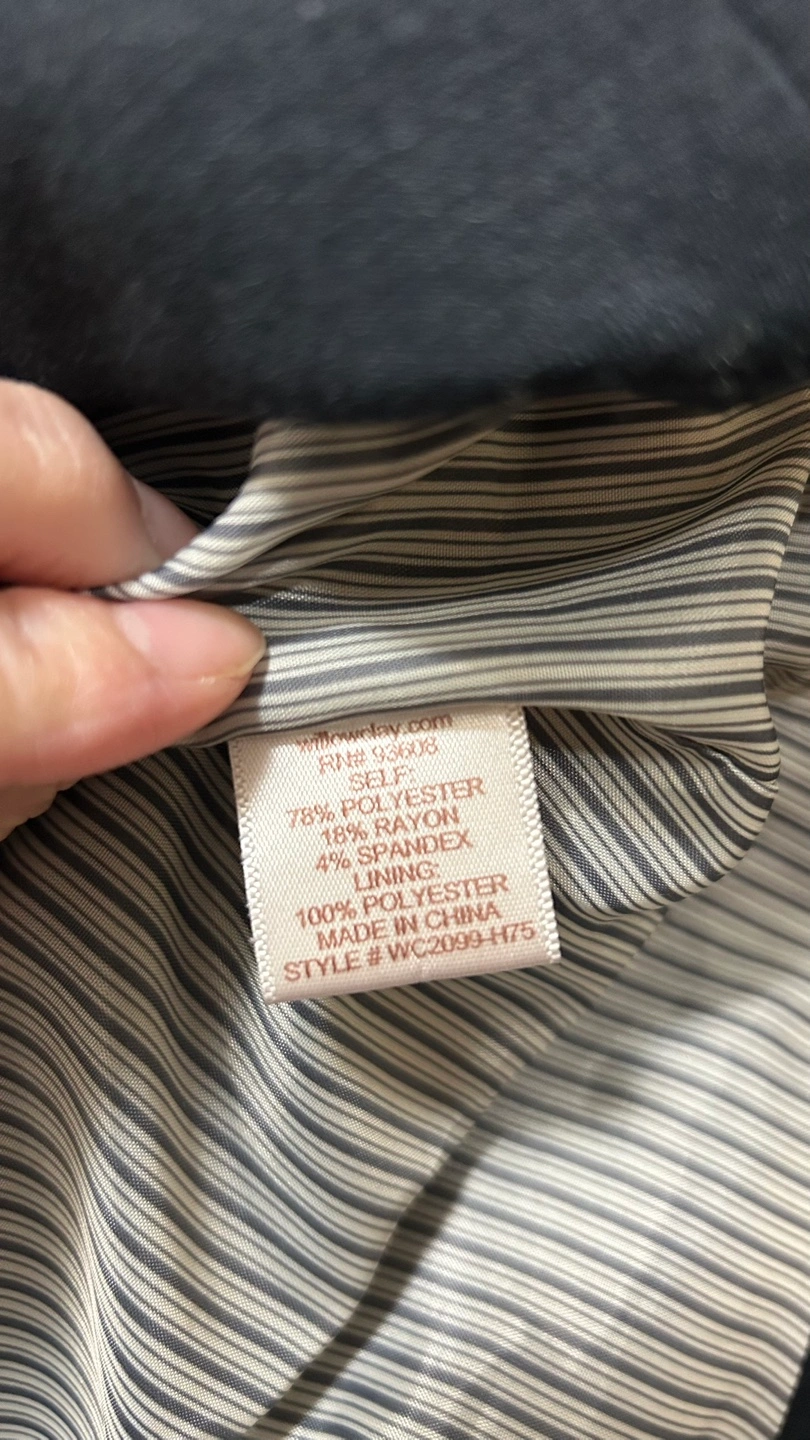 willowplay.com
RN# 93608
SELF:
78% POLYESTER
18% RAYON
4% SPANDEX
LINING:
100% POLYESTER
MADE IN CHINA
STYLE # WC2099-H75